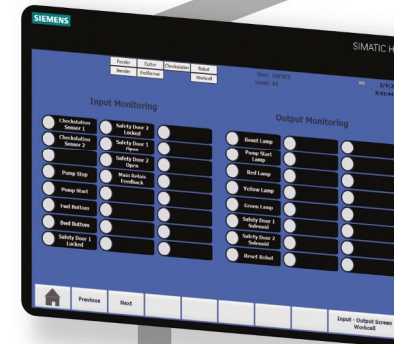 SIEMENS
SIMATIC H
Feeder Cutter Checkstation Robot
Bender Endformer Workcell
Input Monitoring
Output Monitoring
Checkstation
Sensor 1
Checkstation
Sensor 2
Pump Stop
Pump Start
Fwd Button
Bwd Button
Safety Door 1
Locked
Safety Door 2
Locked
Safety Door 1
Open
Safety Door 2
Open
Main Relais
Feedback
Reset Lamp
Pump Start
Lamp
Red Lamp
Yellow Lamp
Green Lamp
Safety Door 1
Solenoid
Safety Door 2
Solenoid
Reset Robot
Previous
Next
Input - Output Screen
Workcell